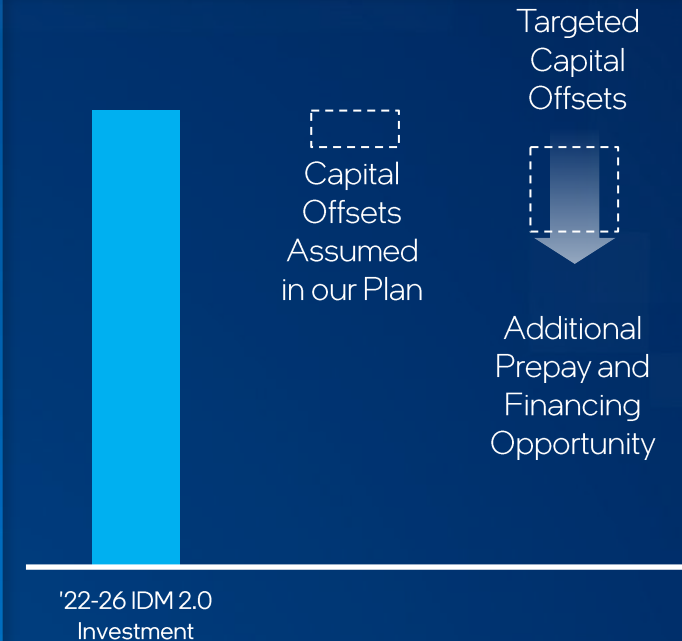 Targeted
Capital
Offsets
Capital
Offsets
Assumed
in our Plan
Additional
Prepay and
Financing
Opportunity
'22-26 IDM 2.0
Investment